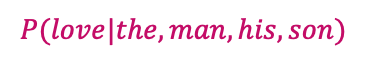 P(love|the, man, his, son)